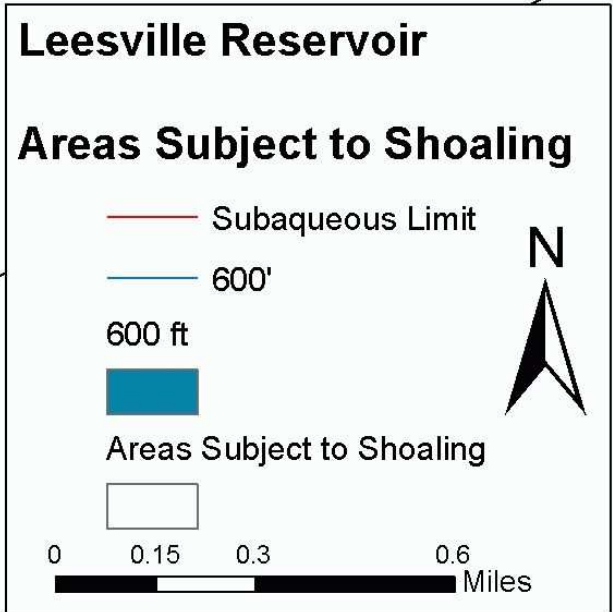 Leesville Reservoir
Areas Subject to Shoaling
Subaqueous Limit
N
600'
600 ft
Areas Subject to Shoaling
0 0.15 0.3 0.6
Miles